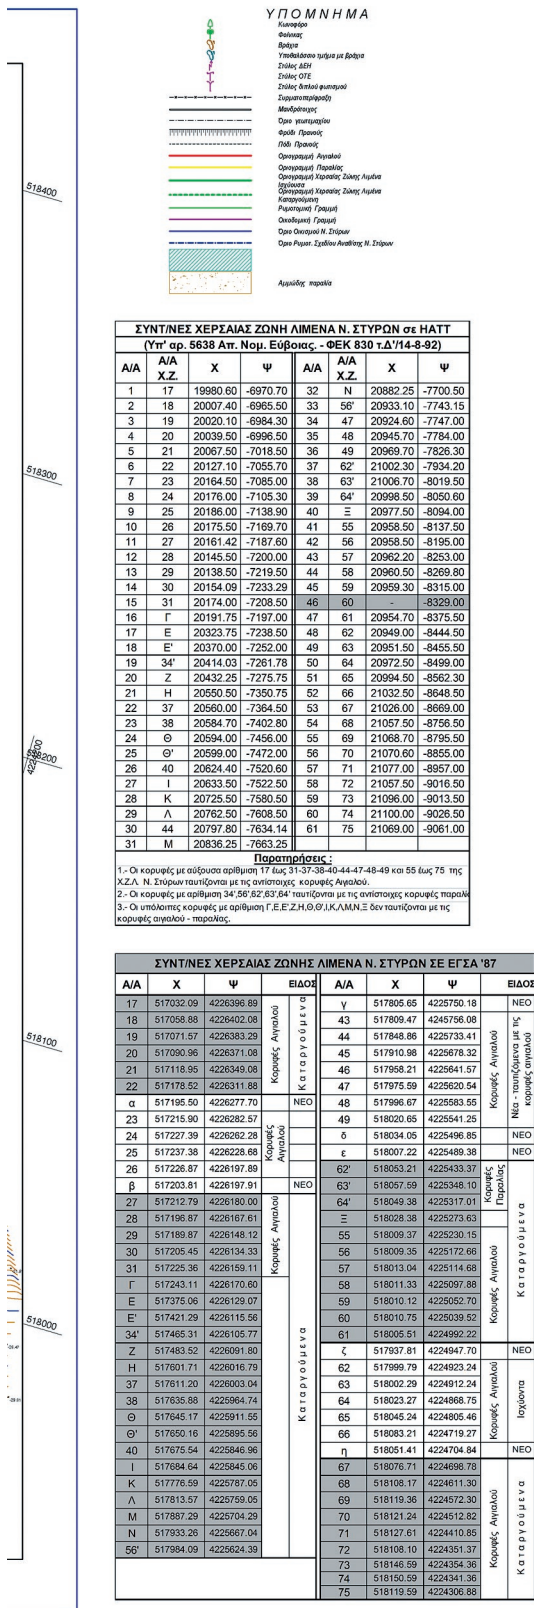 ΥΠΟΜΝΗΜΑ
Κωνοφόρο
Φοίνικας
Βράχια
Υποθαλάσσιο τμήμα με βράχια
Στύλος ΔΕΗ
Στύλος ΟΤΕ
Στύλος διπλού φωτισμού
Συρματοπερίφραξη
Μανδρότοιχος
Όριο γεωτεμαχίου
Φρύδι Πρανούς
Πόδι Πρανούς
Οριογραμμή Αιγιαλού
Οριογραμμή Παραλίας
Οριογραμμή Χερσαίας Ζώνης Λιμένα
Ισχύουσα
Οριογραμμή Χερσαίας Ζώνης Λιμένα
Καταργούμενη
Ρυμοτομική Γραμμή
Οικοδομική Γραμμή
Όριο Οικισμού Ν. Στύρων
Όριο Ρυμοτ. Σχεδίου Αναθ/σης Ν. Στύρων
Αμμώδης παραλία
518400
518300
518200
518100
518000
ΣΥΝΤ/ΝΕΣ ΧΕΡΣΑΙΑΣ ΖΩΝΗ ΛΙΜΕΝΑ Ν. ΣΤΥΡΩΝ σε HATT
(Υπ' αρ. 5638 Απ. Νομ. Εύβοιας. - ΦΕΚ 830 τ.Δ'/14-8-92)
Α/Α Α/Α Χ.Ζ. Χ Ψ Α/Α Α/Α Χ.Ζ. Χ Ψ
1 17 19980.60 -6970.70 32 Ν 20882.25 -7700.50
2 18 20007.40 -6965.50 33 56' 20933.10 -7743.15
3 19 20020.10 -6984.30 34 47 20924.60 -7747.00
4 20 20039.50 -6996.50 35 48 20945.70 -7784.00
5 21 20067.50 -7018.50 36 49 20969.70 -7826.30
6 22 20127.10 -7055.70 37 62' 21002.30 -7934.20
7 23 20164.50 -7085.00 38 63' 21006.70 -8019.50
8 24 20176.00 -7105.30 39 64' 20998.50 -8050.60
9 25 20186.00 -7138.90 40 Ξ 20977.50 -8094.00
10 26 20175.50 -7169.70 41 55 20958.50 -8137.50
11 27 20161.42 -7187.60 42 56 20958.50 -8195.00
12 28 20145.50 -7200.00 43 57 20962.20 -8253.00
13 29 20138.50 -7219.50 44 58 20960.50 -8269.80
14 30 20154.09 -7233.29 45 59 20959.30 -8315.00
15 31 20174.00 -7208.50 46 60 - -8329.00
16 Γ 20191.75 -7197.00 47 61 20954.70 -8375.50
17 Ε 20323.75 -7238.50 48 62 20949.00 -8444.50
18 Ε' 20370.00 -7252.00 49 63 20951.50 -8455.50
19 34' 20414.03 -7261.78 50 64 20972.50 -8499.00
20 Ζ 20432.25 -7275.75 51 65 20994.50 -8562.30
21 Η 20550.50 -7350.75 52 66 21032.50 -8648.50
22 37 20560.00 -7364.50 53 67 21026.00 -8669.00
23 38 20584.70 -7402.80 54 68 21057.50 -8756.50
24 Θ 20594.00 -7456.00 55 69 21068.70 -8795.50
25 Θ' 20599.00 -7472.00 56 70 21070.60 -8855.00
26 40 20624.40 -7520.60 57 71 21077.00 -8957.00
27 Ι 20633.50 -7522.50 58 72 21057.50 -9016.50
28 Κ 20725.50 -7580.50 59 73 21096.00 -9013.50
29 Λ 20762.50 -7608.50 60 74 21100.00 -9026.50
30 44 20797.80 -7634.14 61 75 21069.00 -9061.00
31 Μ 20836.25 -7663.25
Παρατηρήσεις :
1.- Οι κορυφές με αύξουσα αρίθμιση 17 έως 31-37-38-40-44-47-48-49 και 55 έως 75 της
Χ.Ζ.Λ. Ν. Στύρων ταυτίζονται με τις αντίστοιχες κορυφές Αιγιαλού.
2.- Οι κορυφές με αρίθμιση 34',56',62',63',64' ταυτίζονται με τις αντίστοιχες κορυφές παραλία
3.- Οι υπόλοιπες κορυφές με αρίθμιση Γ,Ε,Ε',Ζ,Η,Θ,Θ',Ι,Κ,Λ,Μ,Ν,Ξ δεν ταυτίζονται με τις
κορυφές αιγιαλού - παραλίας.
ΣΥΝΤ/ΝΕΣ ΧΕΡΣΑΙΑΣ ΖΩΝΗΣ ΛΙΜΕΝΑ Ν. ΣΤΥΡΩΝ ΣΕ ΕΓΣΑ '87
Α/Α Χ Ψ ΕΙΔΟΣ Α/Α Χ Ψ ΕΙΔΟΣ
17 517032.09 4226396.89 γ 517805.65 4225750.18 ΝΕΟ
18 517058.88 4226402.08 43 517809.47 4245756.08
19 517071.57 4226383.29 44 517848.86 4225733.41
20 517090.96 4226371.08 45 517910.98 4225678.32
21 517118.95 4226349.08 46 517958.21 4225641.57
22 517178.52 4226311.88 47 517975.59 4225620.54
Κορυφές Αιγιαλού
Καταργούμενα
α 517195.50 4226277.70 ΝΕΟ 48 517996.67 4225583.55
23 517215.90 4226282.57 49 518020.65 4225541.25
Κορυφές Αιγιαλού
Νέα - ταυτιζόμενα με τις κορυφές αιγιαλού
24 517227.39 4226262.28 δ 518034.05 4225496.85 ΝΕΟ
25 517237.38 4226228.68 ε 518007.22 4225489.38 ΝΕΟ
26 517226.87 4226197.89 62' 518053.21 4225433.37
Κορυφές Αιγιαλού
β 517203.81 4226197.91 ΝΕΟ 63' 518057.59 4225348.10
27 517212.79 4226180.00 64' 518049.38 4225317.01
Κορυφές Παραλίας
28 517196.87 4226167.61 Ξ 518028.38 4225273.63
29 517189.87 4226148.12 55 518009.37 4225230.15
30 517205.45 4226134.33 56 518009.35 4225172.66
31 517225.36 4226159.11 57 518013.04 4225114.68
Κορυφές Αιγιαλού
Γ 517243.11 4226170.60 58 518011.33 4225097.88
Ε 517375.06 4226129.07 59 518010.12 4225052.70
Ε' 517421.29 4226115.56 60 518010.75 4225039.52
34' 517465.31 4226105.77 61 518005.51 4224992.22
Κορυφές Αιγιαλού
Καταργούμενα
Ζ 517483.52 4226091.80 ζ 517937.81 4224947.70 ΝΕΟ
Η 517601.71 4226016.79 62 517999.79 4224923.24
37 517611.20 4226003.04 63 518002.29 4224912.24
38 517635.88 4225964.74 64 518023.27 4224868.75
Θ 517645.17 4225911.55 65 518045.24 4224805.46
Θ' 517650.16 4225895.56 66 518083.21 4224719.27
Κορυφές Αιγιαλού
Ισχύοντα
40 517675.54 4225846.96 η 518051.41 4224704.84 ΝΕΟ
Ι 517684.64 4225845.06 67 518076.71 4224698.78
Κ 517776.59 4225787.05 68 518108.17 4224611.30
Λ 517813.57 4225759.05 69 518119.36 4224572.30
Μ 517887.29 4225704.29 70 518121.24 4224512.82
Ν 517933.26 4225667.04 71 518127.61 4224410.85
56' 517984.09 4225624.39 72 518108.10 4224351.37
Καταργούμενα
73 518146.59 4224354.36
74 518150.59 4224341.36
75 518119.59 4224306.88
Κορυφές Αιγιαλού
Καταργούμενα